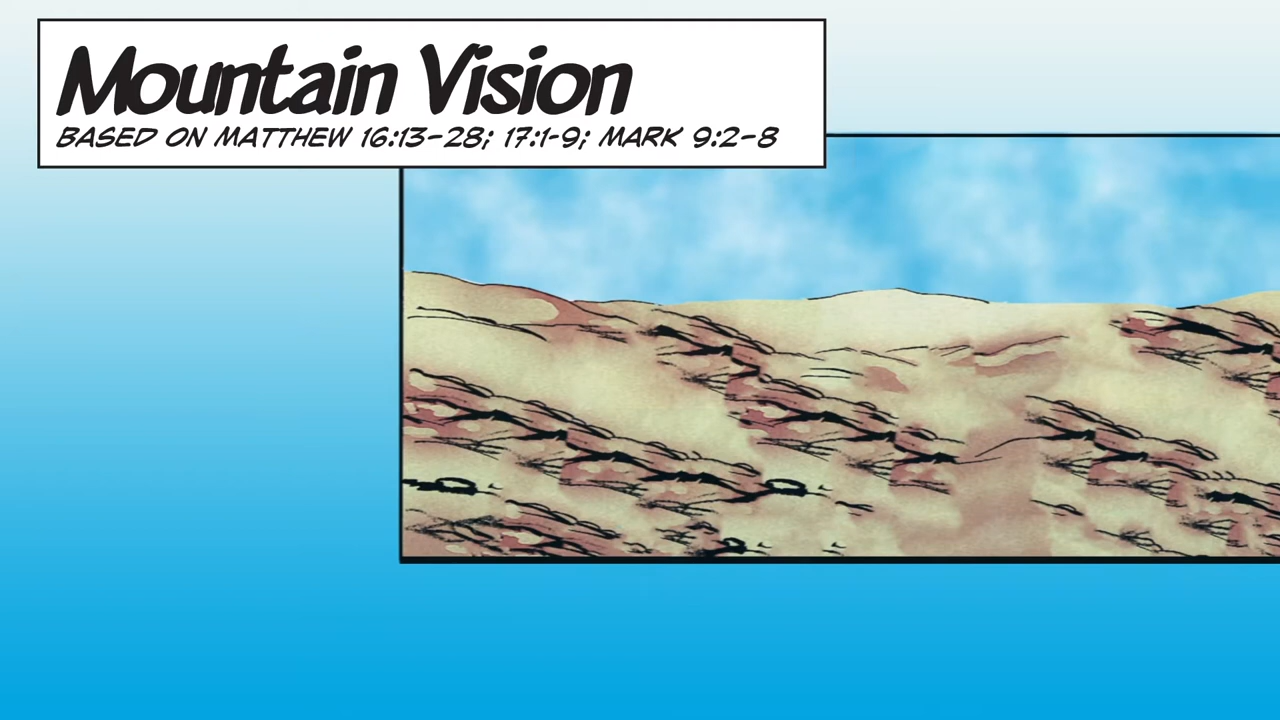 Mountain Vision
BASED ON MATTHEW 16:13-28; 17:1-9; MARK 9:2-8